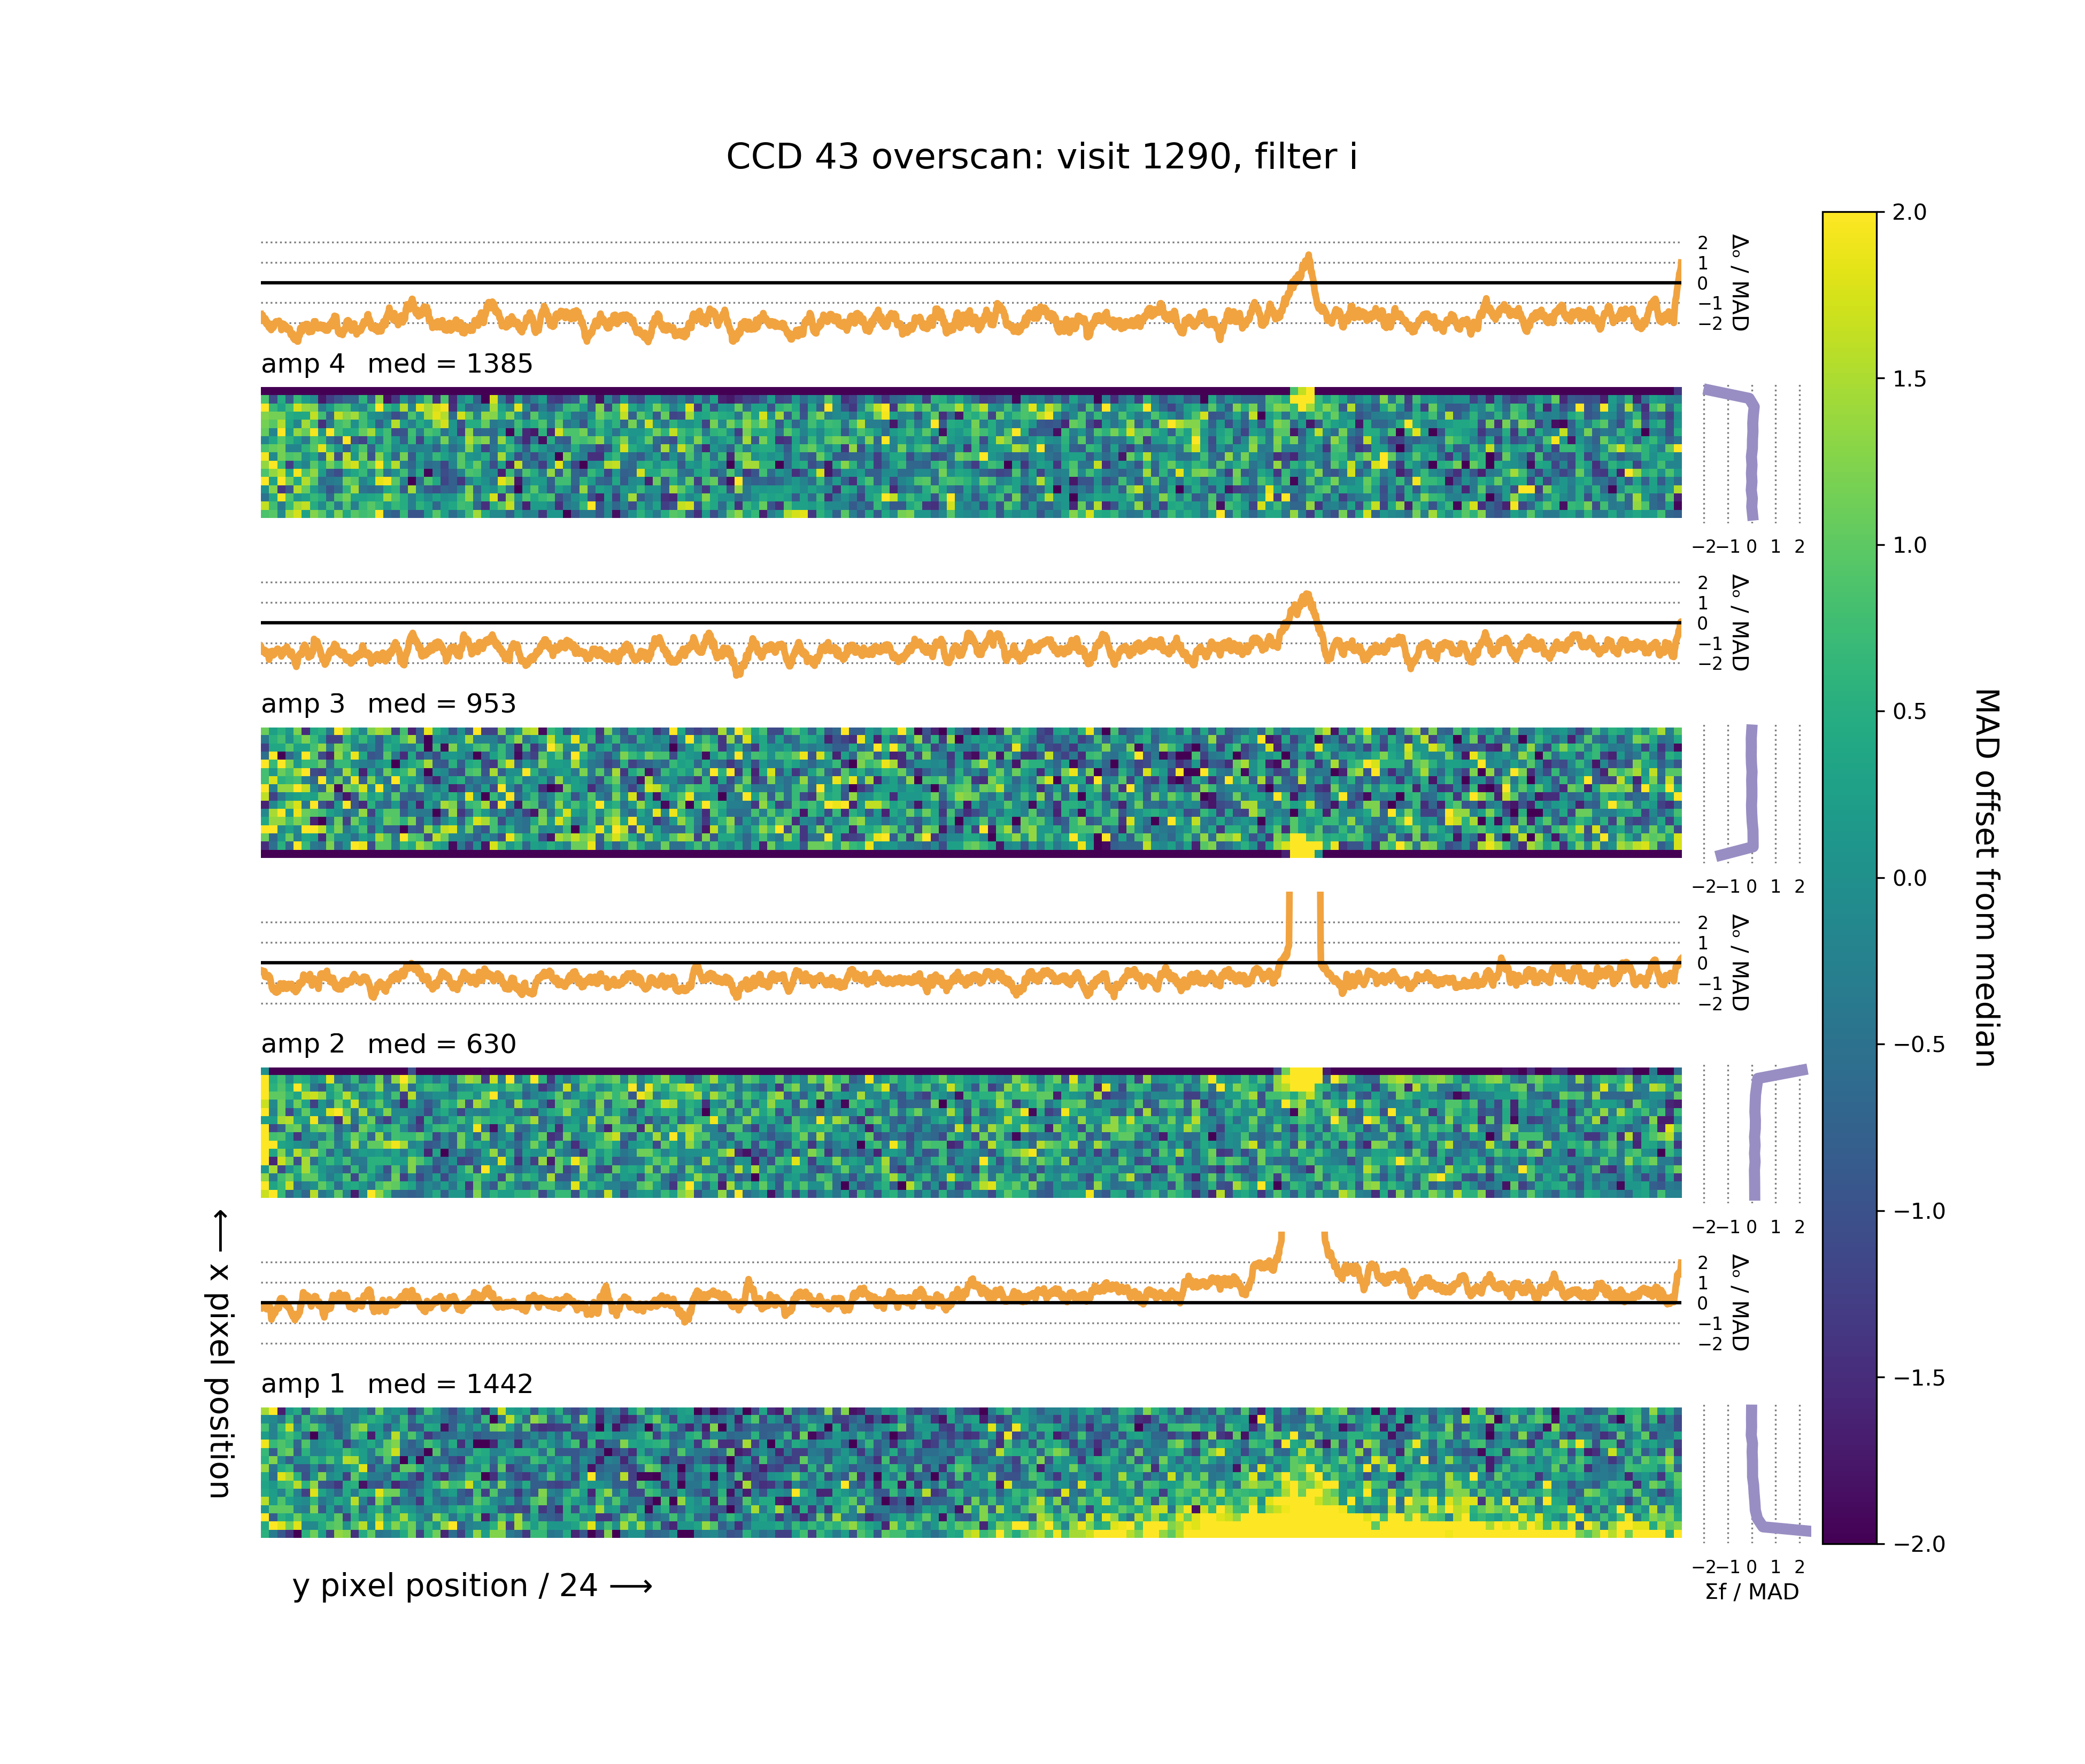 CCD 43 overscan: visit 1290, filter i
2
1
0
−1
−2
Δₒ / MAD
amp 4 med = 1385
−2 −1 0 1 2
2
1
0
−1
−2
Δₒ / MAD
amp 3 med = 953
−2 −1 0 1 2
2
1
0
−1
−2
Δₒ / MAD
amp 2 med = 630
−2 −1 0 1 2
2
1
0
−1
−2
Δₒ / MAD
amp 1 med = 1442
−2 −1 0 1 2
Σf / MAD
y pixel position / 24 ⟶
⟵ x pixel position
2.0
1.5
1.0
0.5
0.0
−0.5
−1.0
−1.5
−2.0
MAD offset from median